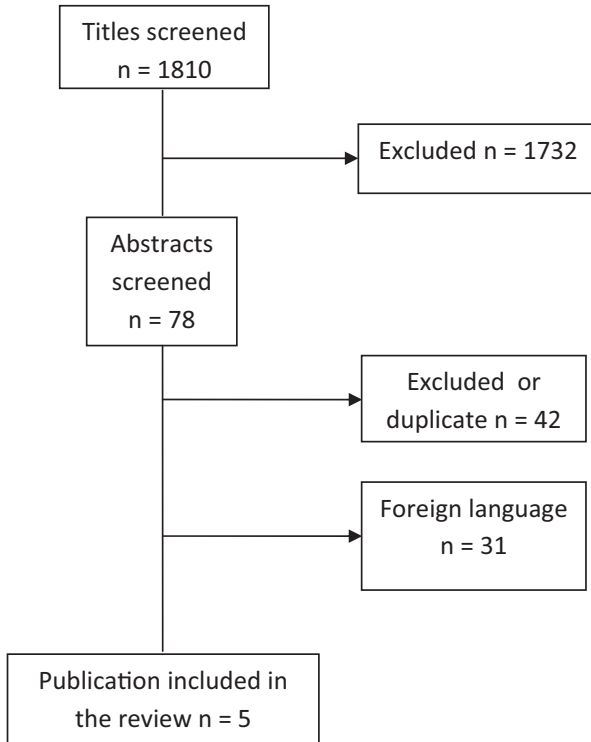 Titles screened
n = 1810
Excluded n = 1732
Abstracts
screened
n = 78
Excluded or
duplicate n = 42
Foreign language
n = 31
Publication included in
the review n = 5